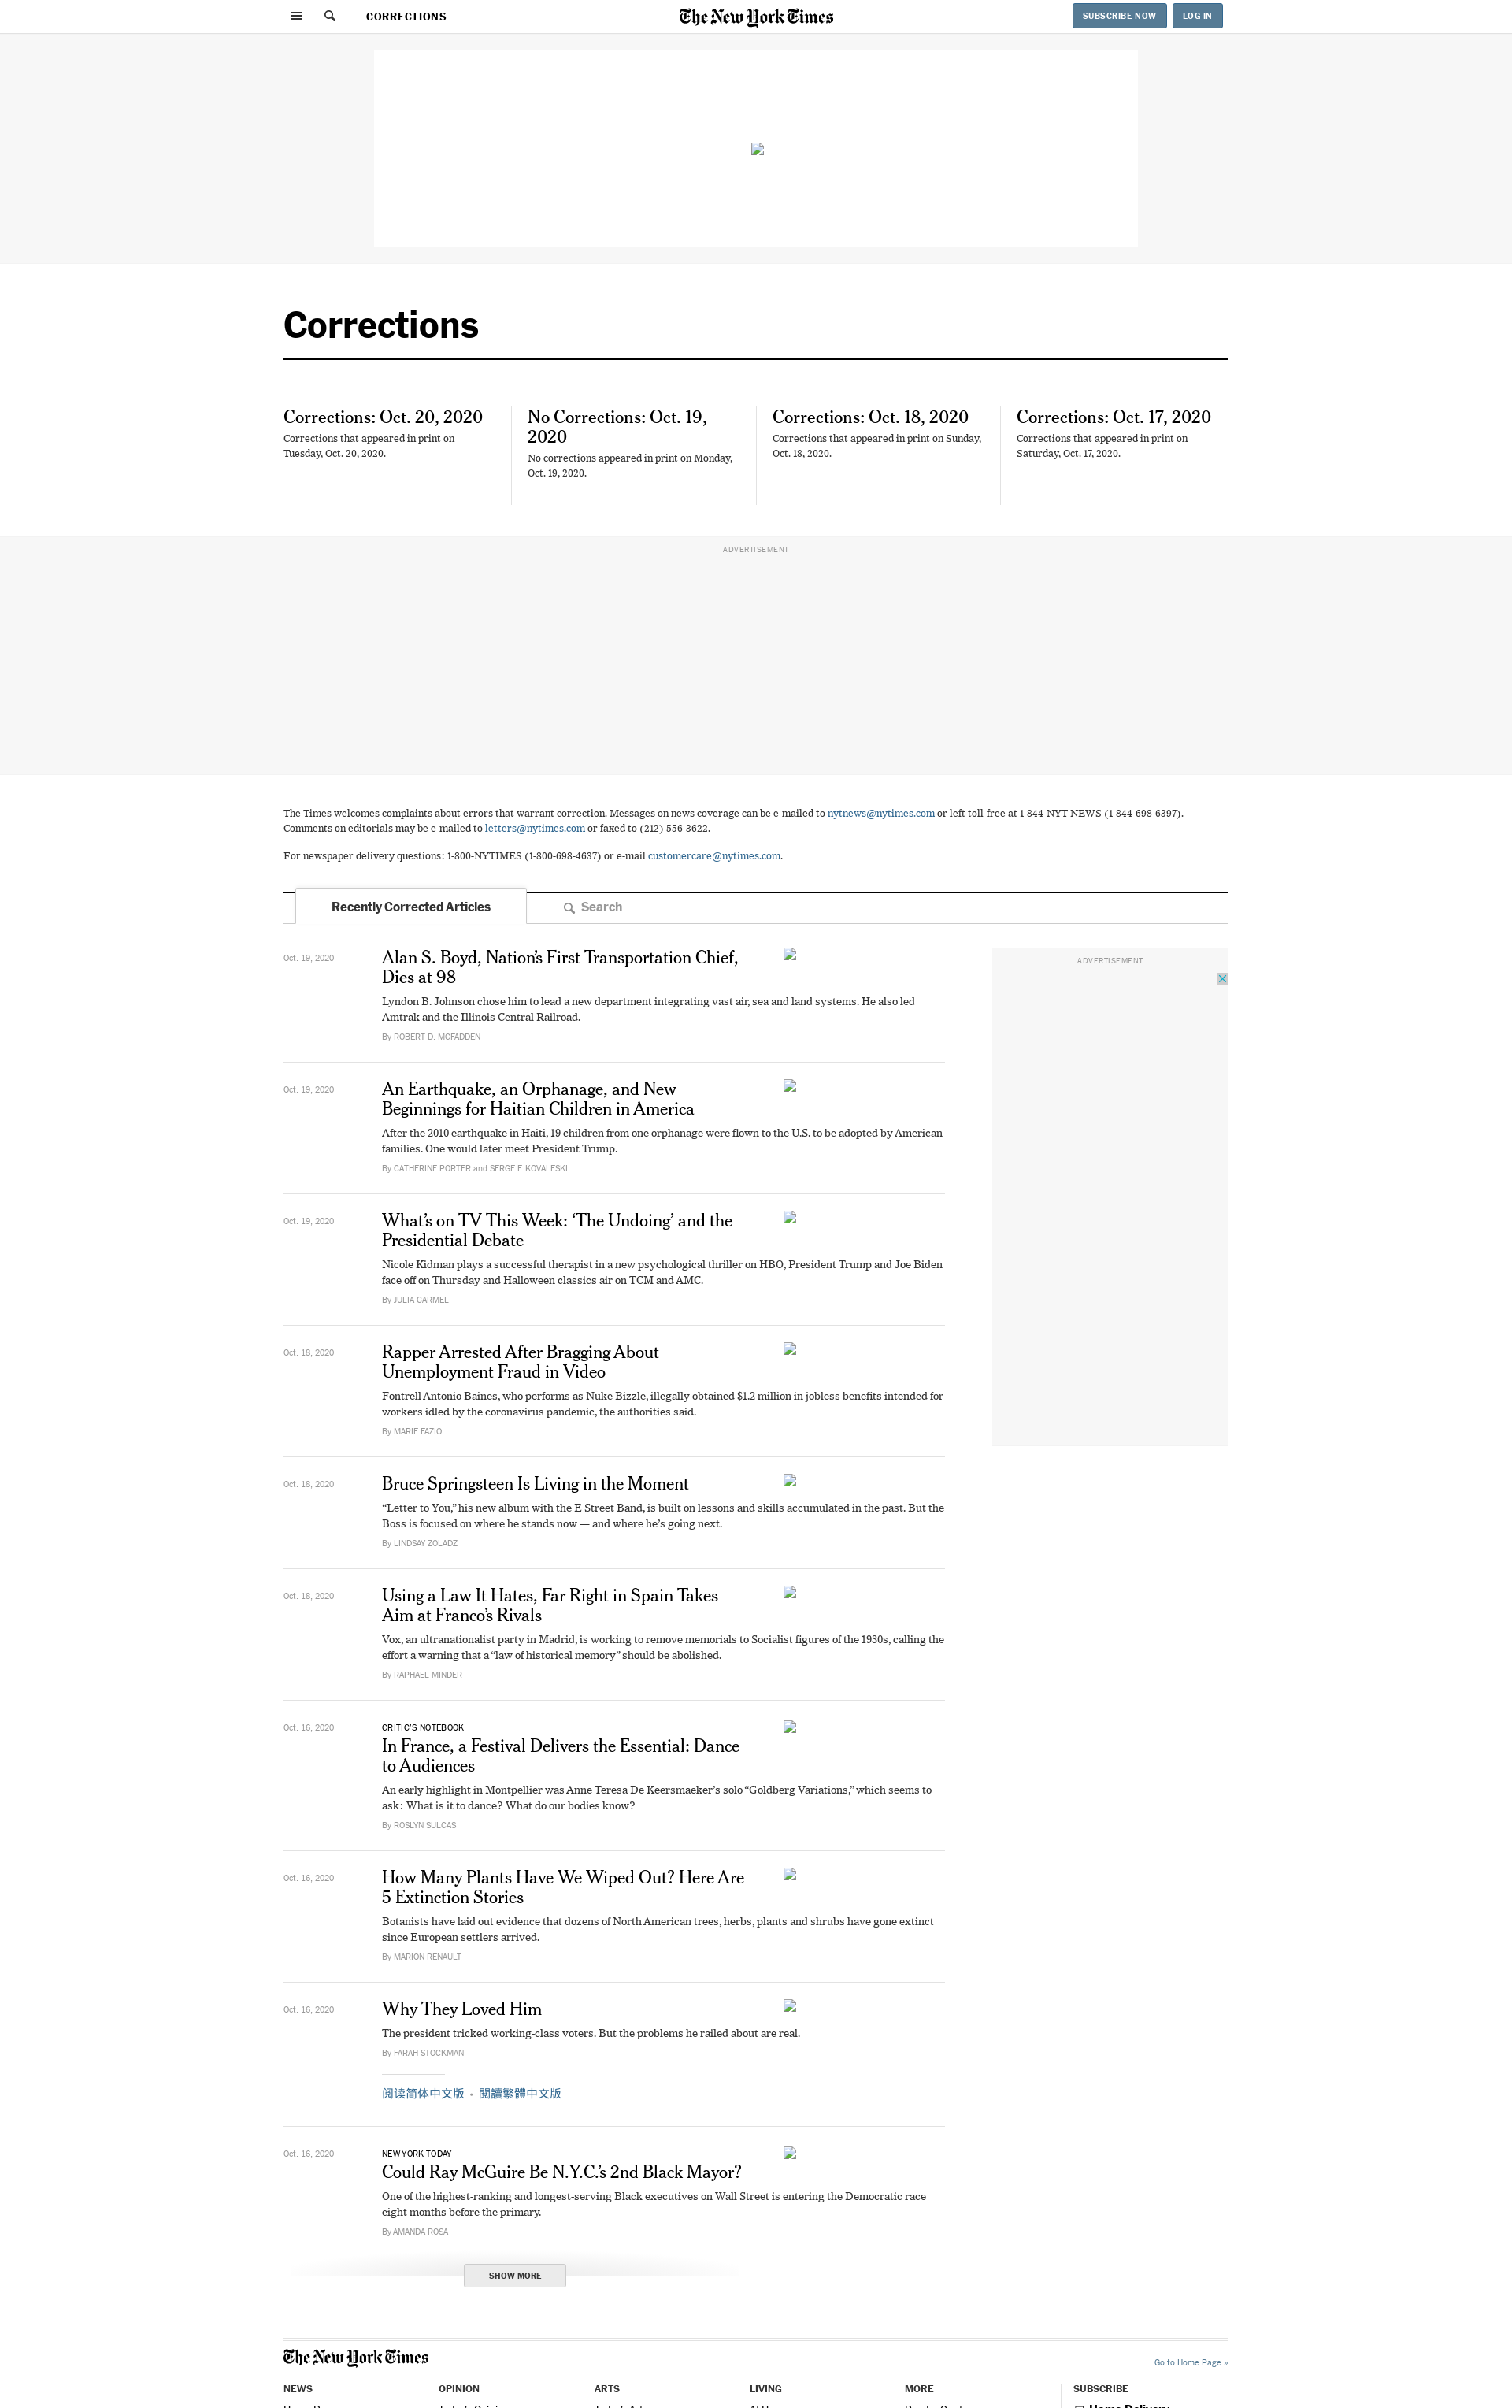 CORRECTIONS
The New York Times
SUBSCRIBE NOW
LOG IN
Corrections
Corrections: Oct. 20, 2020
Corrections that appeared in print on
Tuesday, Oct. 20, 2020.
No Corrections: Oct. 19,
2020
No corrections appeared in print on Monday,
Oct. 19, 2020.
Corrections: Oct. 18, 2020
Corrections that appeared in print on Sunday,
Oct. 18, 2020.
Corrections: Oct. 17, 2020
Corrections that appeared in print on
Saturday, Oct. 17, 2020.
ADVERTISEMENT
The Times welcomes complaints about errors that warrant correction. Messages on news coverage can be e-mailed to nytnews@nytimes.com or left toll-free at 1-844-NYT-NEWS (1-844-698-6397).
Comments on editorials may be e-mailed to letters@nytimes.com or faxed to (212) 556-3622.
For newspaper delivery questions: 1-800-NYTIMES (1-800-698-4637) or e-mail customercare@nytimes.com.
Recently Corrected Articles
Search
Oct. 19, 2020
Alan S. Boyd, Nation’s First Transportation Chief,
Dies at 98
Lyndon B. Johnson chose him to lead a new department integrating vast air, sea and land systems. He also led
Amtrak and the Illinois Central Railroad.
By ROBERT D. MCFADDEN
ADVERTISEMENT
Oct. 19, 2020
An Earthquake, an Orphanage, and New
Beginnings for Haitian Children in America
After the 2010 earthquake in Haiti, 19 children from one orphanage were flown to the U.S. to be adopted by American
families. One would later meet President Trump.
By CATHERINE PORTER and SERGE F. KOVALESKI
Oct. 19, 2020
What’s on TV This Week: ‘The Undoing’ and the
Presidential Debate
Nicole Kidman plays a successful therapist in a new psychological thriller on HBO, President Trump and Joe Biden
face off on Thursday and Halloween classics air on TCM and AMC.
By JULIA CARMEL
Oct. 18, 2020
Rapper Arrested After Bragging About
Unemployment Fraud in Video
Fontrell Antonio Baines, who performs as Nuke Bizzle, illegally obtained $1.2 million in jobless benefits intended for
workers idled by the coronavirus pandemic, the authorities said.
By MARIE FAZIO
Oct. 18, 2020
Bruce Springsteen Is Living in the Moment
“Letter to You,” his new album with the E Street Band, is built on lessons and skills accumulated in the past. But the
Boss is focused on where he stands now — and where he’s going next.
By LINDSAY ZOLADZ
Oct. 18, 2020
Using a Law It Hates, Far Right in Spain Takes
Aim at Franco’s Rivals
Vox, an ultranationalist party in Madrid, is working to remove memorials to Socialist figures of the 1930s, calling the
effort a warning that a “law of historical memory” should be abolished.
By RAPHAEL MINDER
Oct. 16, 2020
CRITIC’S NOTEBOOK
In France, a Festival Delivers the Essential: Dance
to Audiences
An early highlight in Montpellier was Anne Teresa De Keersmaeker’s solo “Goldberg Variations,” which seems to
ask: What is it to dance? What do our bodies know?
By ROSLYN SULCAS
Oct. 16, 2020
How Many Plants Have We Wiped Out? Here Are
5 Extinction Stories
Botanists have laid out evidence that dozens of North American trees, herbs, plants and shrubs have gone extinct
since European settlers arrived.
By MARION RENAULT
Oct. 16, 2020
Why They Loved Him
The president tricked working-class voters. But the problems he railed about are real.
By FARAH STOCKMAN
阅读简体中文版 • 閱讀繁體中文版
Oct. 16, 2020
NEW YORK TODAY
Could Ray McGuire Be N.Y.C.’s 2nd Black Mayor?
One of the highest-ranking and longest-serving Black executives on Wall Street is entering the Democratic race
eight months before the primary.
By AMANDA ROSA
SHOW MORE
The New York Times
Go to Home Page »
NEWS
OPINION
ARTS
LIVING
MORE
SUBSCRIBE